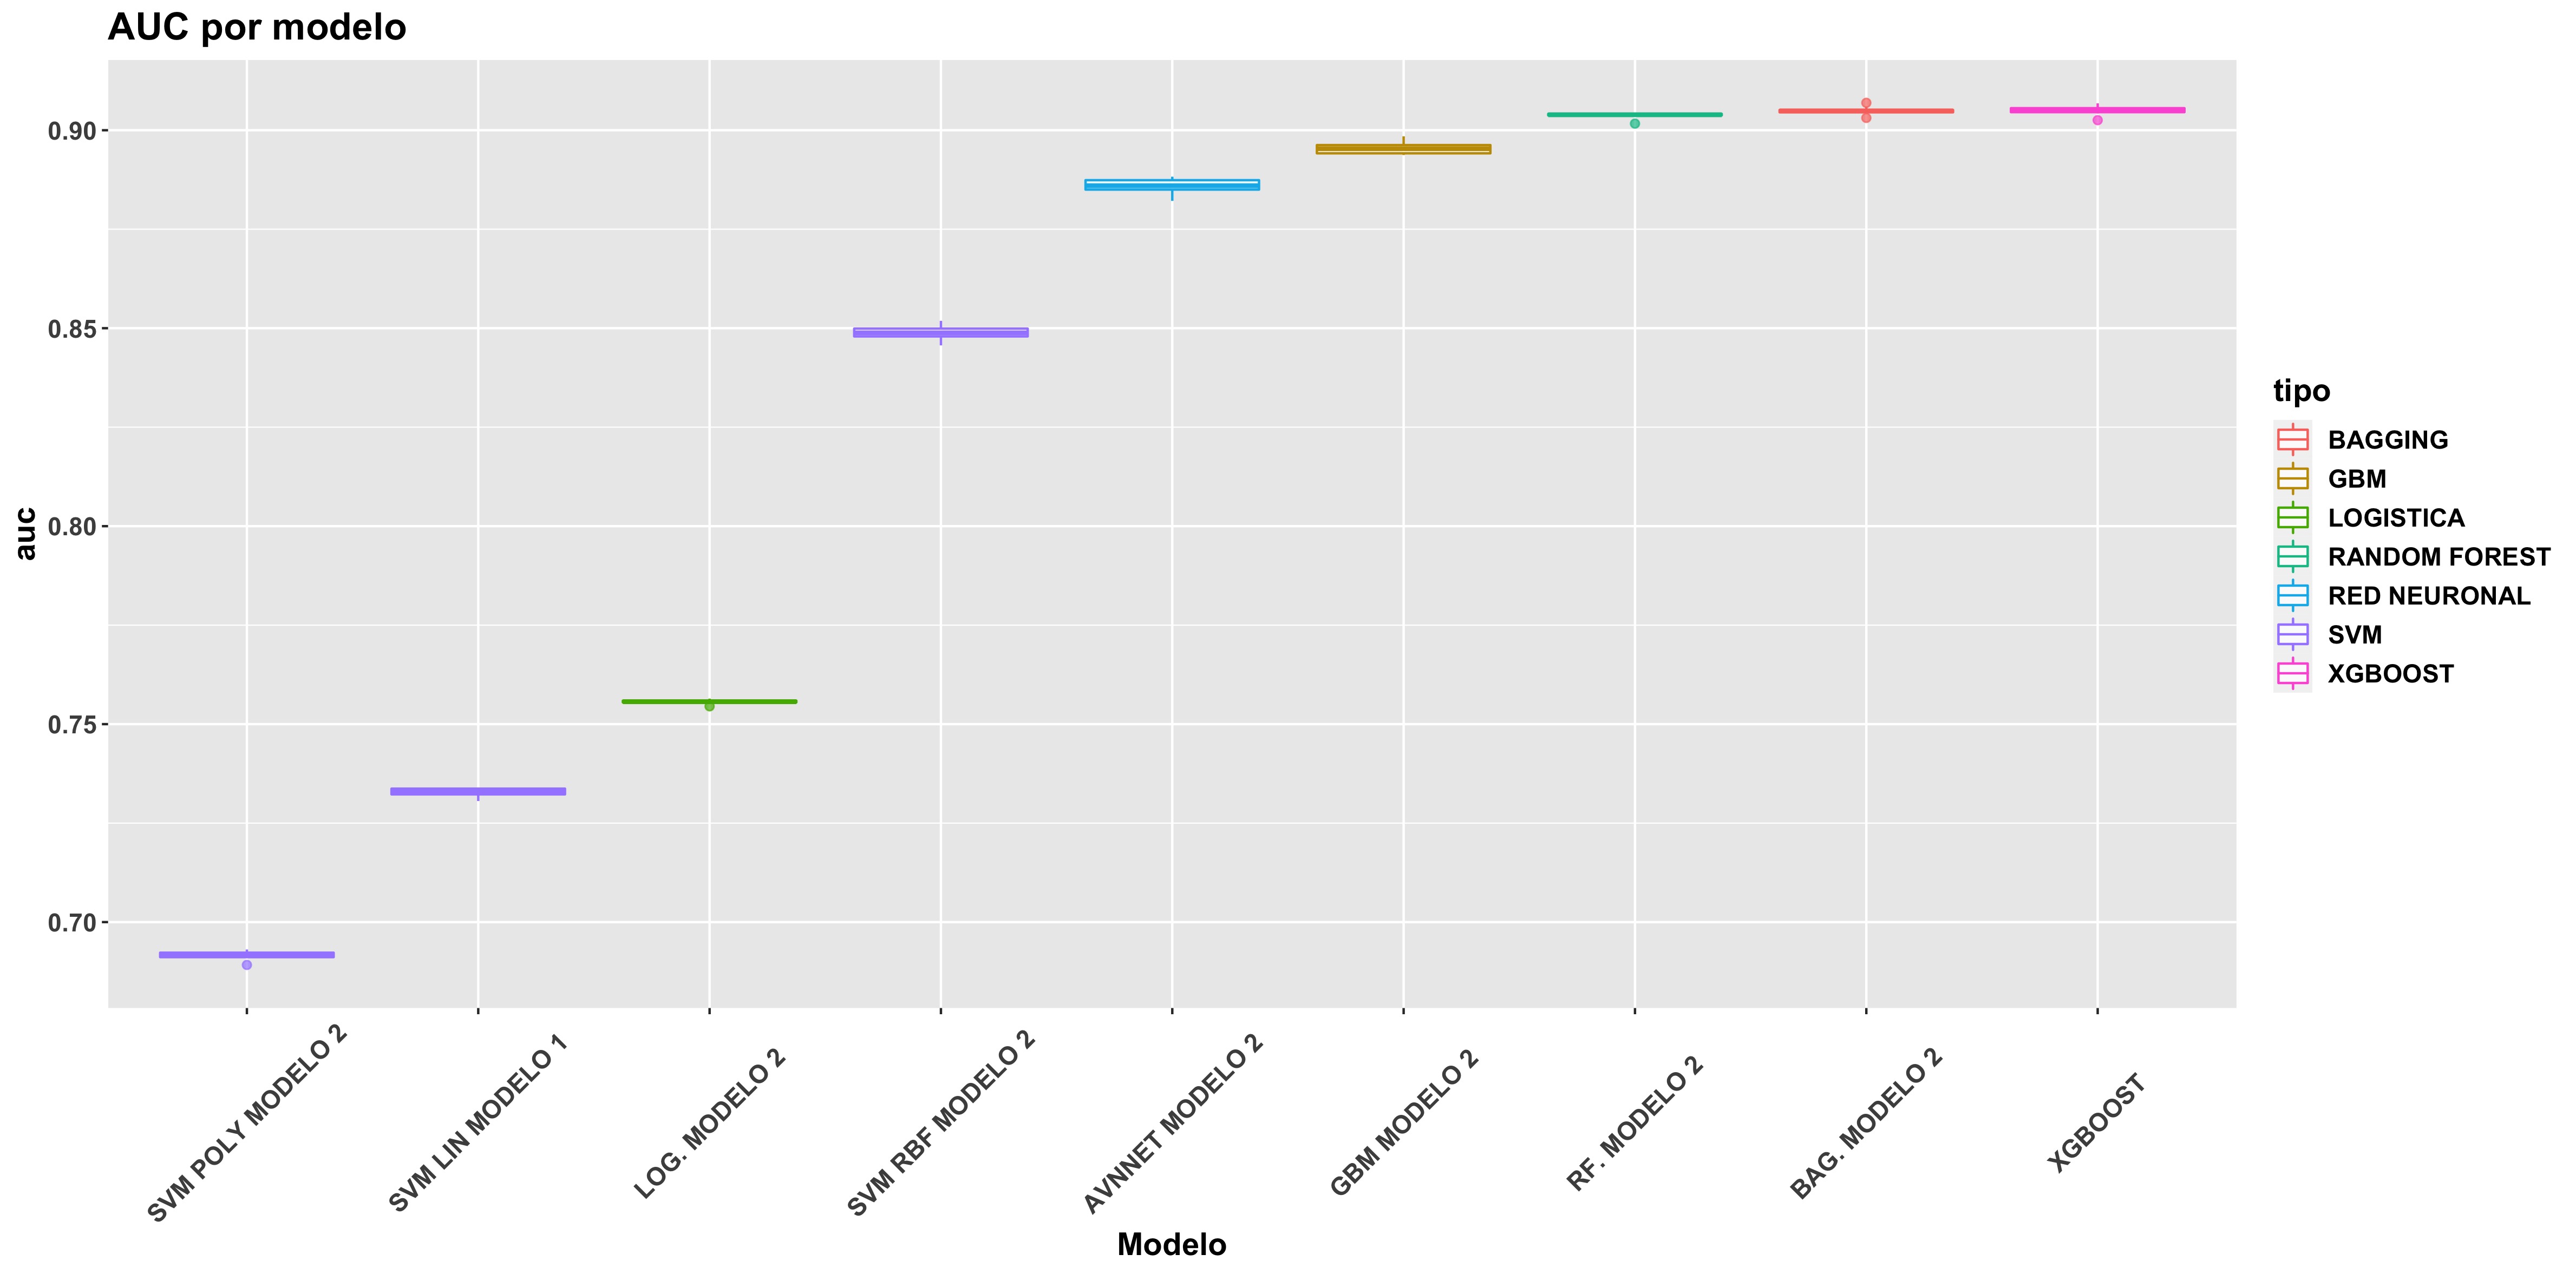 AUC por modelo
auc
0.90
0.85
0.80
0.75
0.70
SVM POLY MODELO 2
SVM LIN MODELO 1
LOG. MODELO 2
SVM RBF MODELO 2
AVNNET MODELO 2
GBM MODELO 2
RF. MODELO 2
BAG. MODELO 2
XGBOOST
Modelo
tipo
BAGGING
GBM
LOGISTICA
RANDOM FOREST
RED NEURONAL
SVM
XGBOOST